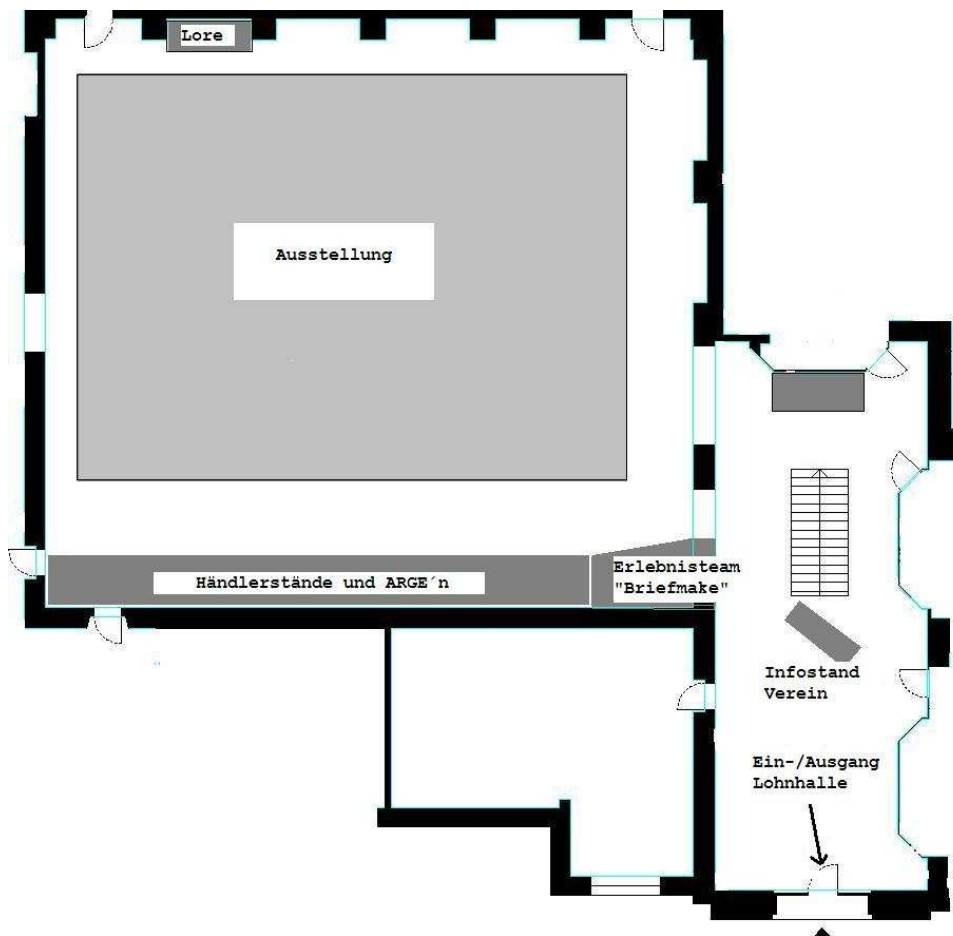 Lore
Ausstellung
Händlerstände und ARGE´n
Erlebnisteam
"Briefmake"
Infostand
Verein
Ein-/Ausgang
Lohnhalle